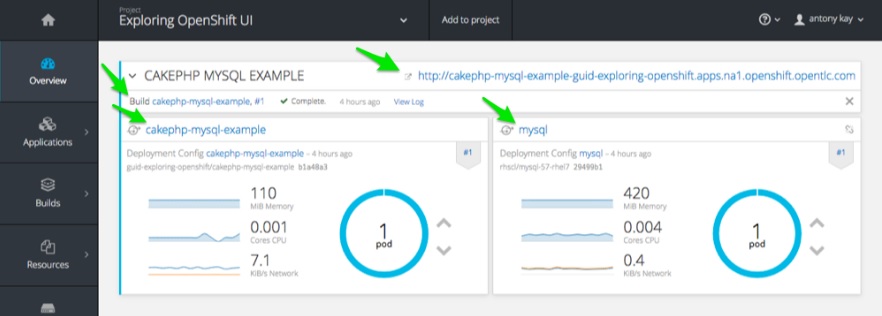 Project
Exploring OpenShift UI
Add to project
antony kay
Overview
Applications
Builds
Resources
CAKEPHP MYSQL EXAMPLE
http://cakephp-mysql-example-guid-exploring-openshift.apps.na1.openshift.opentlc.com
Build cakephp-mysql-example, #1 Complete. 4 hours ago View Log
cakephp-mysql-example
Deployment Config cakephp-mysql-example - 4 hours ago
guid-exploring-openshift/cakephp-mysql-example b1a48a3
#1
110
MiB Memory
0.001
Cores CPU
7.1
KiB/s Network
1
pod
mysql
Deployment Config mysql - 4 hours ago
rhscl/mysql-57-rhel7 29499b1
#1
420
MiB Memory
0.004
Cores CPU
0.4
KiB/s Network
1
pod